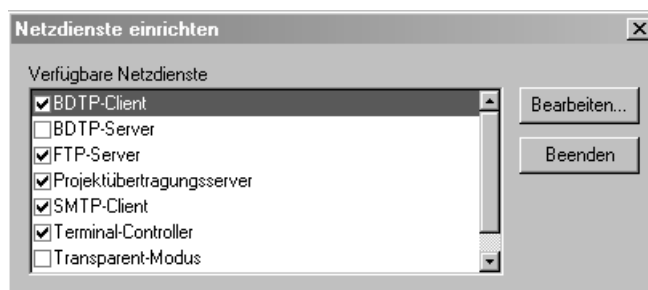 Netzdienste einrichten
Verfügbare Netzdienste
BDTP-Client
BDTP-Server
FTP-Server
Projektübertragungsserver
SMTP-Client
Terminal-Controller
Transparent-Modus
Bearbeiten...
Beenden